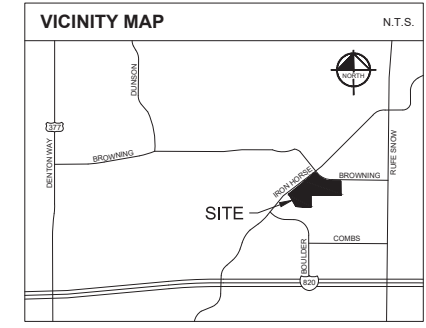 VICINITY MAP
N.T.S.
DUNSON
NORTH
377
DENTON WAY
BROWNING
RUFE SNOW
IRON HORSE
BROWNING
SITE
COMBS
BOULDER
820